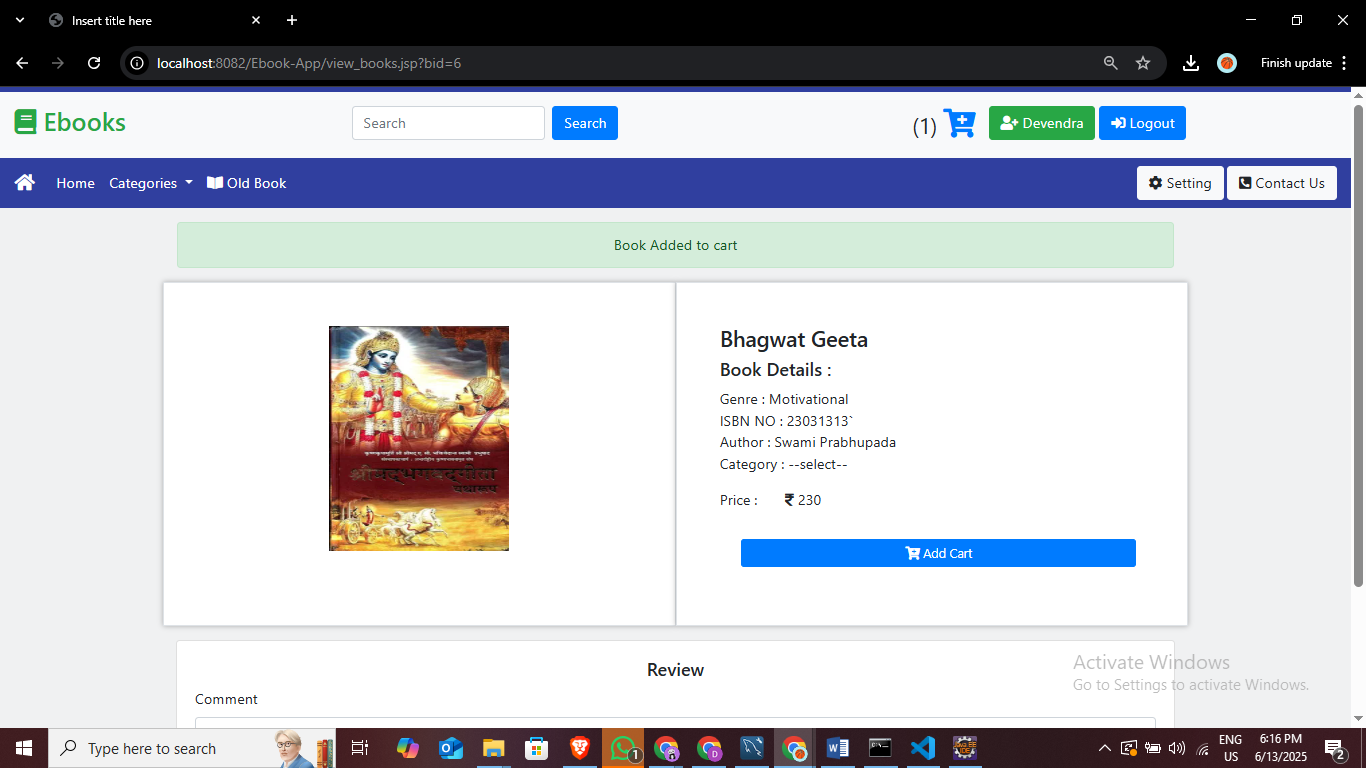 Insert title here
localhost:8082/Ebook-App/view_books.jsp?bid=6
Finish update
Ebooks
Search
Search
(1)
Devendra
Logout
Home
Categories
Old Book
Setting
Contact Us
Book Added to cart
श्रीमद्भगवद्गीता
यथारूप
Bhagwat Geeta
Book Details :
Genre : Motivational
ISBN NO : 23031313`
Author : Swami Prabhupada
Category : --select--
Price : ₹ 230
Add Cart
Review
Comment
Activate Windows
Go to Settings to activate Windows.
Type here to search
1
ENG
US
6:16 PM
6/13/2025
2